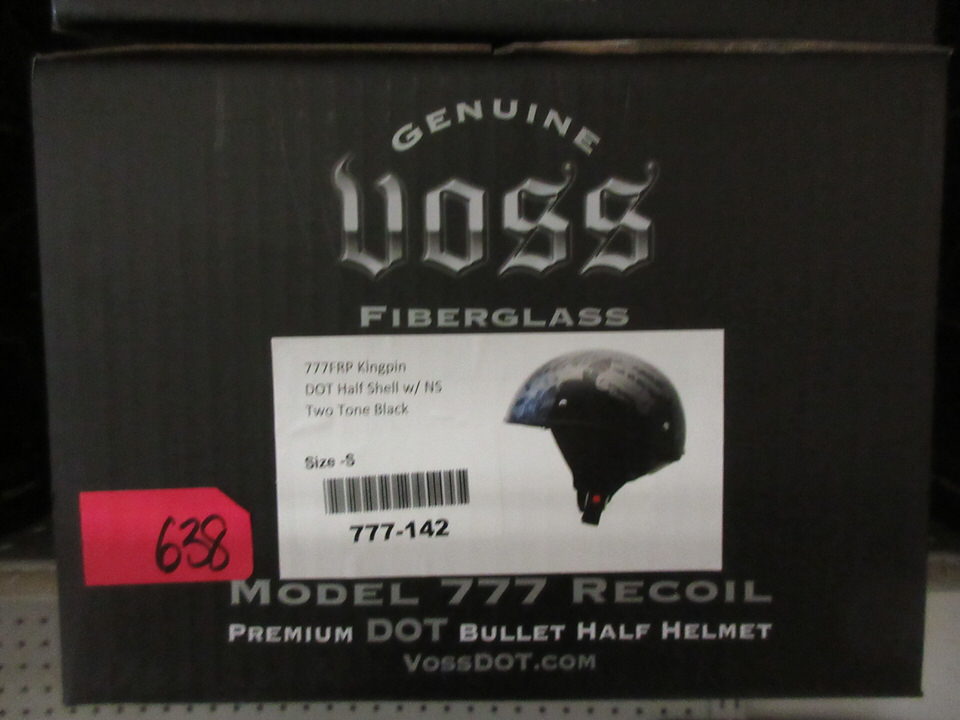 GENUINE
VOSS
FIBERGLASS
777FRP Kingpin
DOT Half Shell w/ NS
Two Tone Black
Size -S
777-142
638
MODEL 777 RECOIL
PREMIUM DOT BULLET HALF HELMET
VOSSDOT.COM